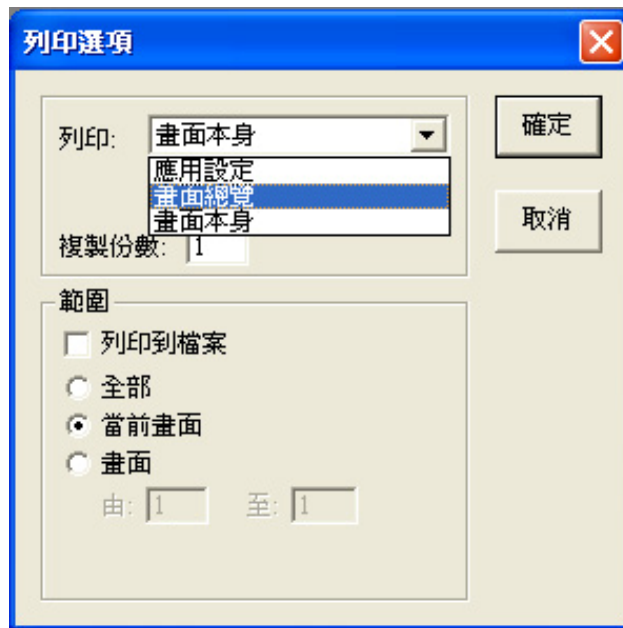 列印選項
列印: 畫面本身
確定
應用設定
畫面總覽
畫面本身
取消
複製份數: 1
範圍
列印到檔案
全部
當前畫面
畫面
由: 1 至: 1